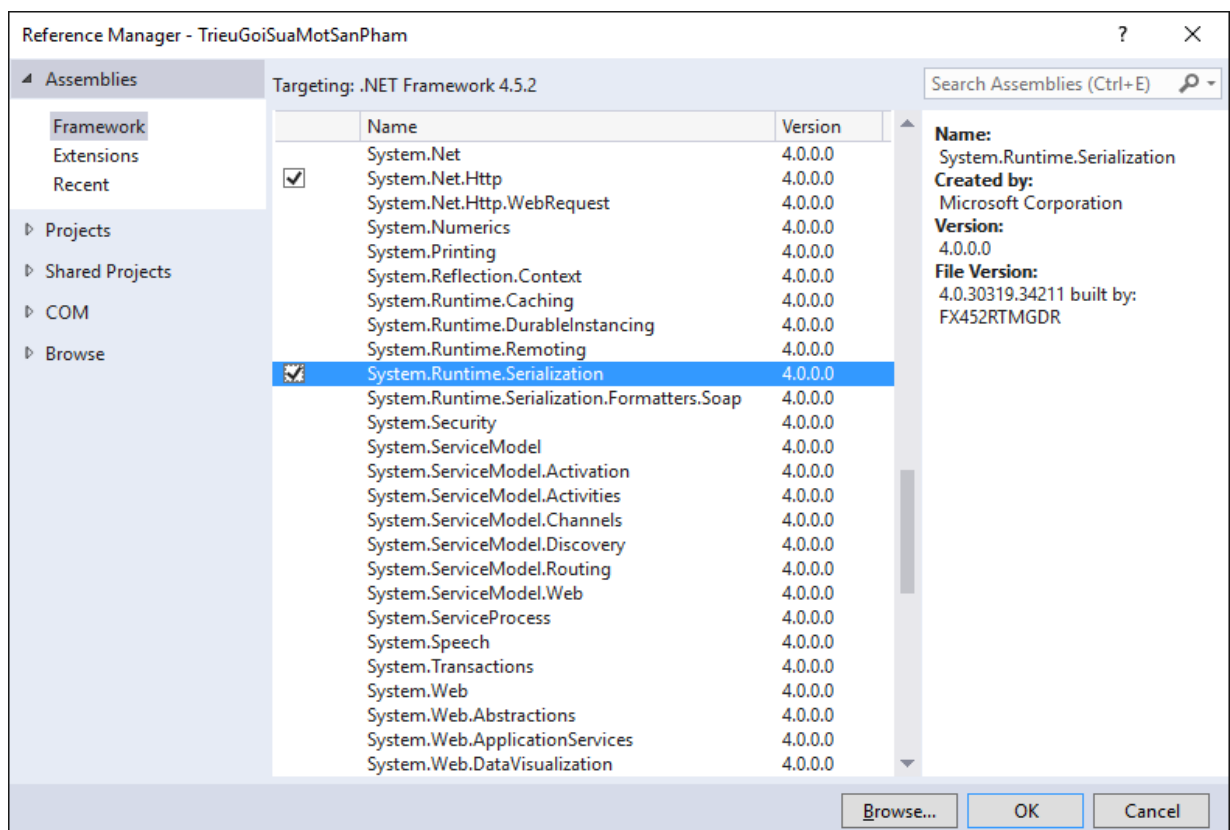 Reference Manager - TrieuGoiSuaMotSanPham
?
Assemblies
Framework
Extensions
Recent
Projects
Shared Projects
COM
Browse
Targeting: .NET Framework 4.5.2
Search Assemblies (Ctrl+E)
Name Version
System.Net 4.0.0.0
System.Net.Http 4.0.0.0
System.Net.Http.WebRequest 4.0.0.0
System.Numerics 4.0.0.0
System.Printing 4.0.0.0
System.Reflection.Context 4.0.0.0
System.Runtime.Caching 4.0.0.0
System.Runtime.DurableInstancing 4.0.0.0
System.Runtime.Remoting 4.0.0.0
System.Runtime.Serialization 4.0.0.0
System.Runtime.Serialization.Formatters.Soap 4.0.0.0
System.Security 4.0.0.0
System.ServiceModel 4.0.0.0
System.ServiceModel.Activation 4.0.0.0
System.ServiceModel.Activities 4.0.0.0
System.ServiceModel.Channels 4.0.0.0
System.ServiceModel.Discovery 4.0.0.0
System.ServiceModel.Routing 4.0.0.0
System.ServiceModel.Web 4.0.0.0
System.ServiceProcess 4.0.0.0
System.Speech 4.0.0.0
System.Transactions 4.0.0.0
System.Web 4.0.0.0
System.Web.Abstractions 4.0.0.0
System.Web.ApplicationServices 4.0.0.0
System.Web.DataVisualization 4.0.0.0
Name:
System.Runtime.Serialization
Created by:
Microsoft Corporation
Version:
4.0.0.0
File Version:
4.0.30319.34211 built by:
FX452RTMGDR
Browse...
OK
Cancel